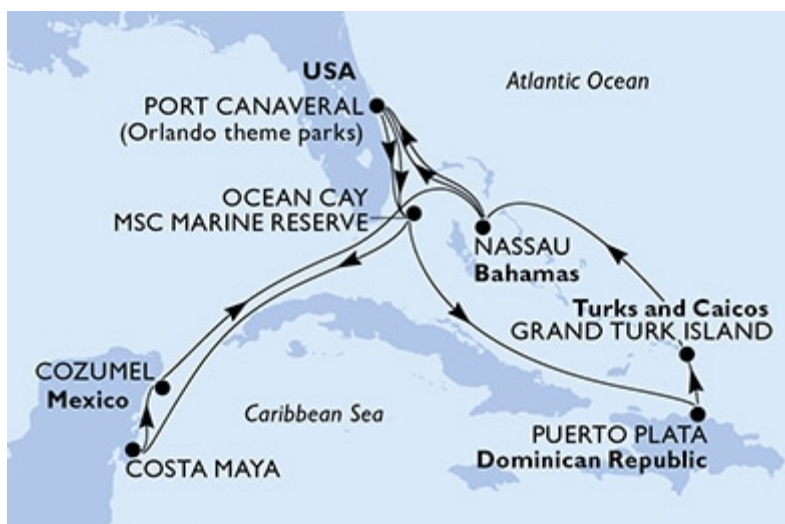 USA
Atlantic Ocean
PORT CANAVERAL
(Orlando theme parks)
OCEAN CAY
MSC MARINE RESERVE
NASSAU
Bahamas
Turks and Caicos
GRAND TURK ISLAND
COZUMEL
Mexico
Caribbean Sea
PUERTO PLATA
Dominican Republic
COSTA MAYA